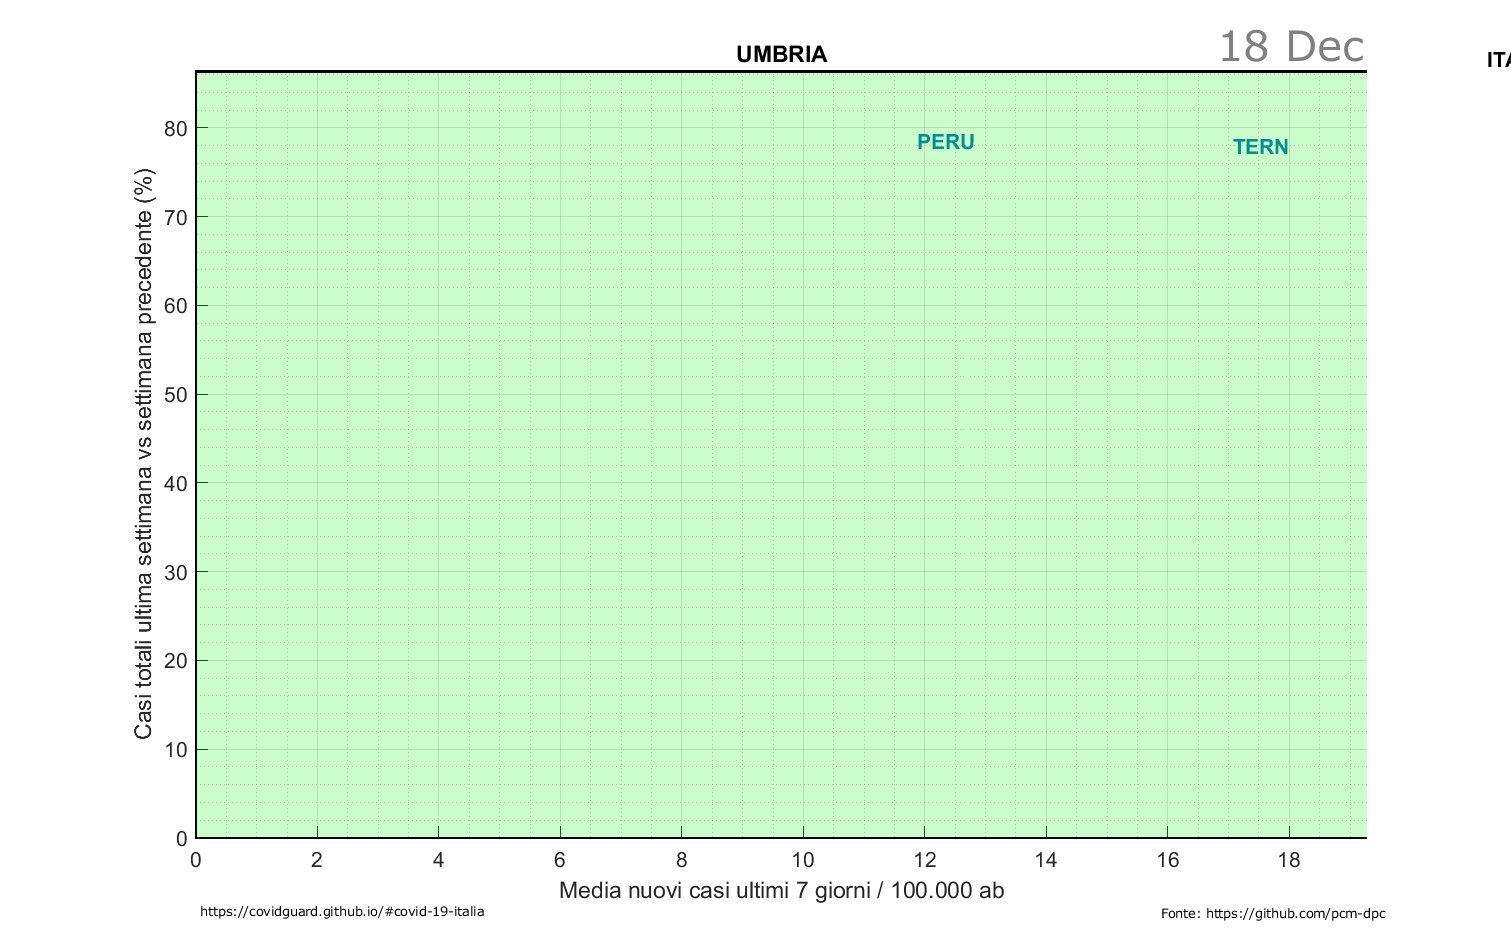 18 Dec
UMBRIA
ITA
PERU
TERN
Casi totali ultima settimana vs settimana precedente (%)
80
70
60
50
40
30
20
10
0
0 2 4 6 8 10 12 14 16 18
Media nuovi casi ultimi 7 giorni / 100.000 ab
https://covidguard.github.io/#covid-19-italia
Fonte: https://github.com/pcm-dpc